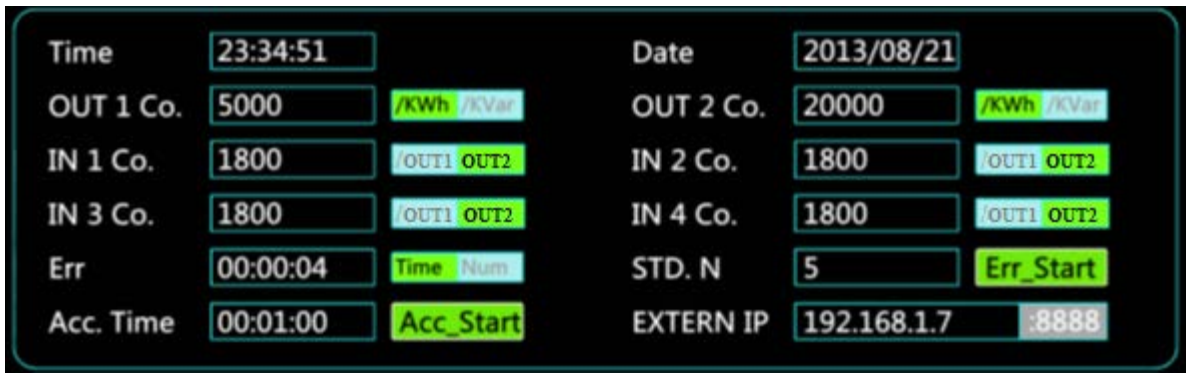 Time 23:34:51 Date 2013/08/21
OUT 1 Co. 5000 /KWh /KVar OUT 2 Co. 20000 /KWh /KVar
IN 1 Co. 1800 /OUT1 OUT2 IN 2 Co. 1800 /OUT1 OUT2
IN 3 Co. 1800 /OUT1 OUT2 IN 4 Co. 1800 /OUT1 OUT2
Err 00:00:04 Time Num STD. N 5 Err_Start
Acc. Time 00:01:00 Acc_Start EXTERN IP 192.168.1.7 :8888